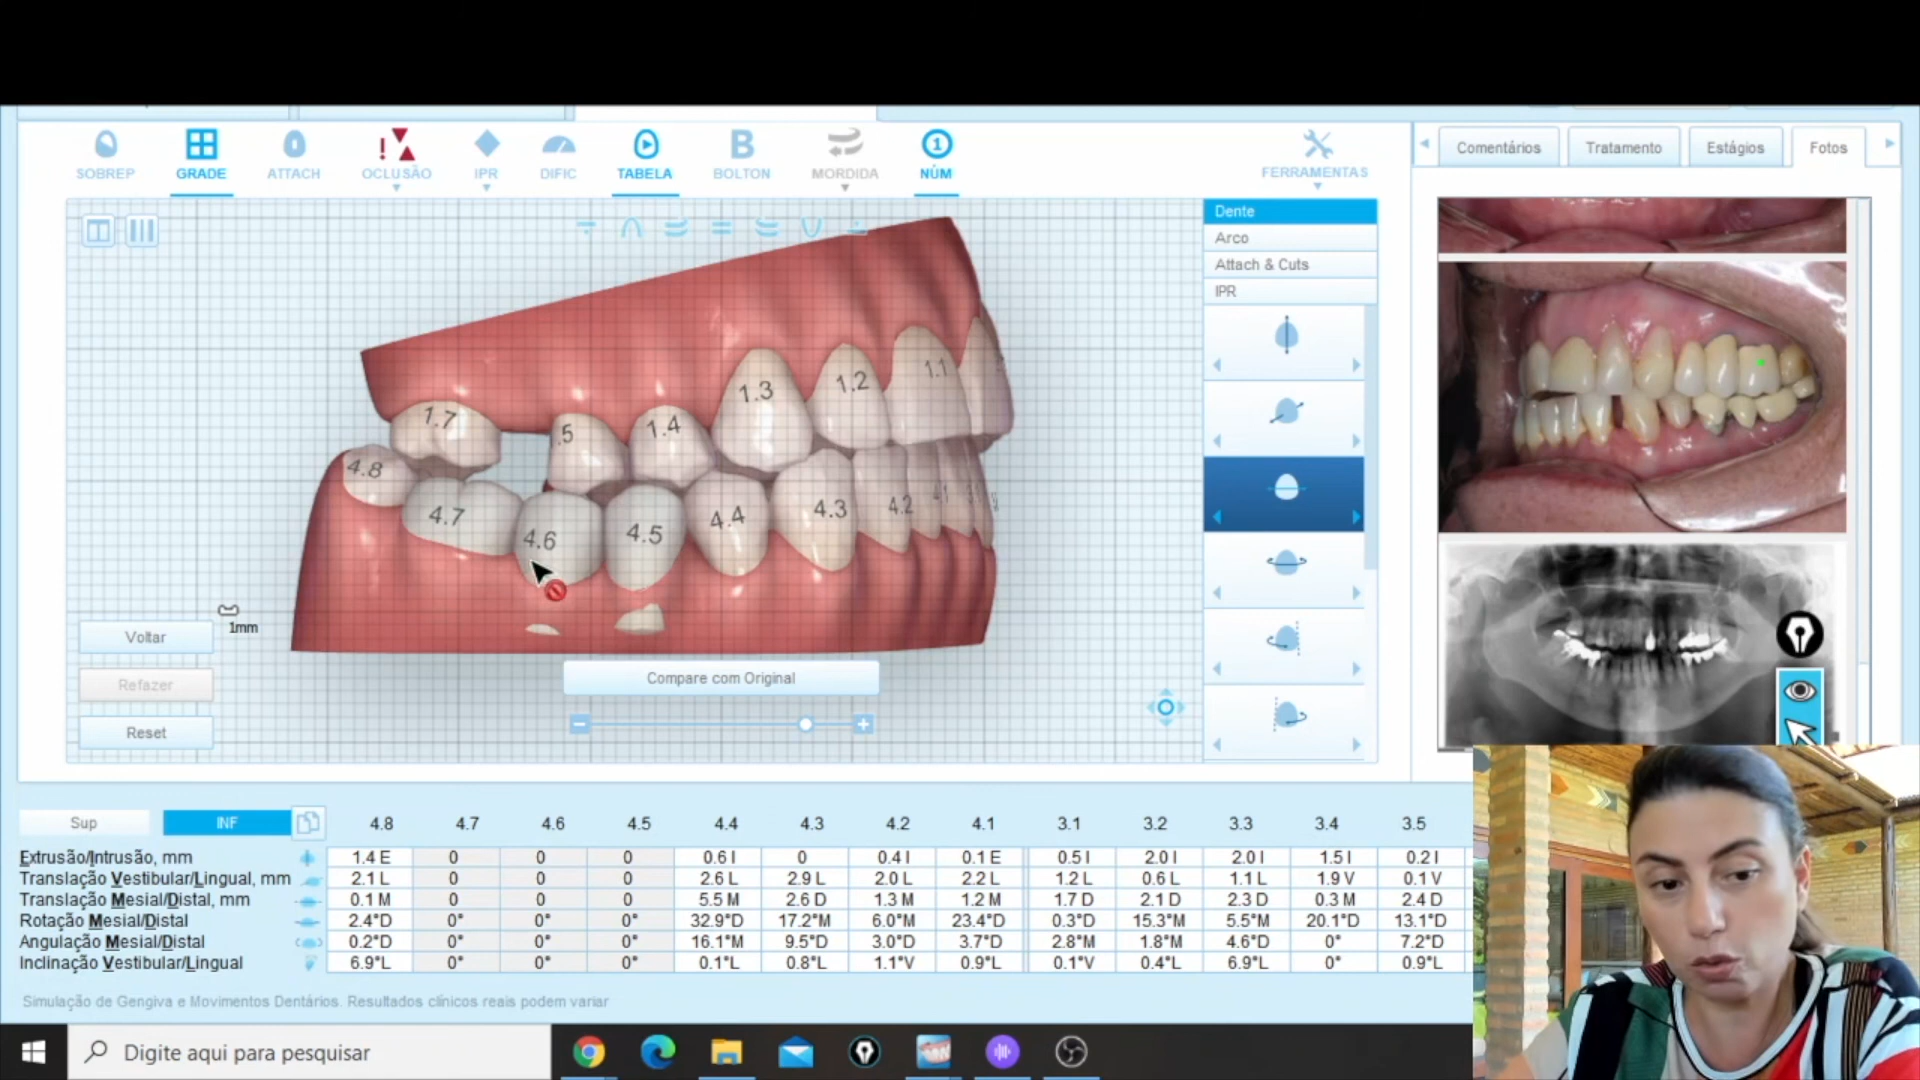 SOBREP GRADE ATTACH OCLUSÃO IPR DIFIC TABELA BOLTON MORDIDA NÚM FERRAMENTAS
Comentários Tratamento Estágios Fotos
Dente
Arco
Attach & Cuts
IPR
1.7 .5 1.4 1.3 1.2 1.1
4.8 4.7 4.6 4.5 4.4 4.3 4.2 4.1
1mm
Voltar
Refazer
Reset
Compare com Original
Sup INF 4.8 4.7 4.6 4.5 4.4 4.3 4.2 4.1 3.1 3.2 3.3 3.4 3.5
Extrusão/Intrusão, mm 1.4 E 0 0 0 0.6 I 0 0.4 I 0.1 E 0.5 I 2.0 I 2.0 I 1.5 I 0.2 I
Translação Vestibular/Lingual, mm 2.1 L 0 0 0 2.6 L 2.9 L 2.0 L 2.2 L 1.2 L 0.6 L 1.1 L 1.9 V 0.1 V
Translação Mesial/Distal, mm 0.1 M 0 0 0 5.5 M 2.6 D 1.3 M 1.2 M 1.7 D 2.1 D 2.3 D 0.3 M 2.4 D
Rotação Mesial/Distal 2.4°D 0° 0° 0° 32.9°D 17.2°M 6.0°M 23.4°D 0.3°D 15.3°M 5.5°M 20.1°D 13.1°D
Angulação Mesial/Distal 0.2°D 0° 0° 0° 16.1°M 9.5°D 3.0°D 3.7°D 2.8°M 1.8°M 4.6°D 0° 7.2°D
Inclinação Vestibular/Lingual 6.9°L 0° 0° 0° 0.1°L 0.8°L 1.1°V 0.9°L 0.1°V 0.4°L 6.9°L 0° 0.9°L
Simulação de Gengiva e Movimentos Dentários. Resultados clínicos reais podem variar
Digite aqui para pesquisar